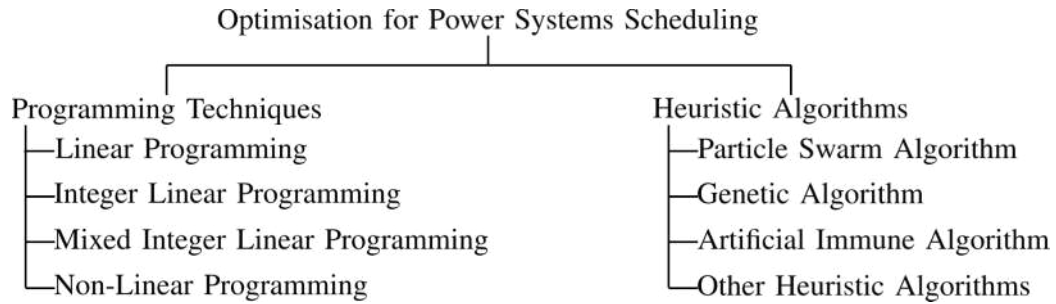 Optimisation for Power Systems Scheduling
Programming Techniques
Linear Programming
Integer Linear Programming
Mixed Integer Linear Programming
Non-Linear Programming
Heuristic Algorithms
Particle Swarm Algorithm
Genetic Algorithm
Artificial Immune Algorithm
Other Heuristic Algorithms